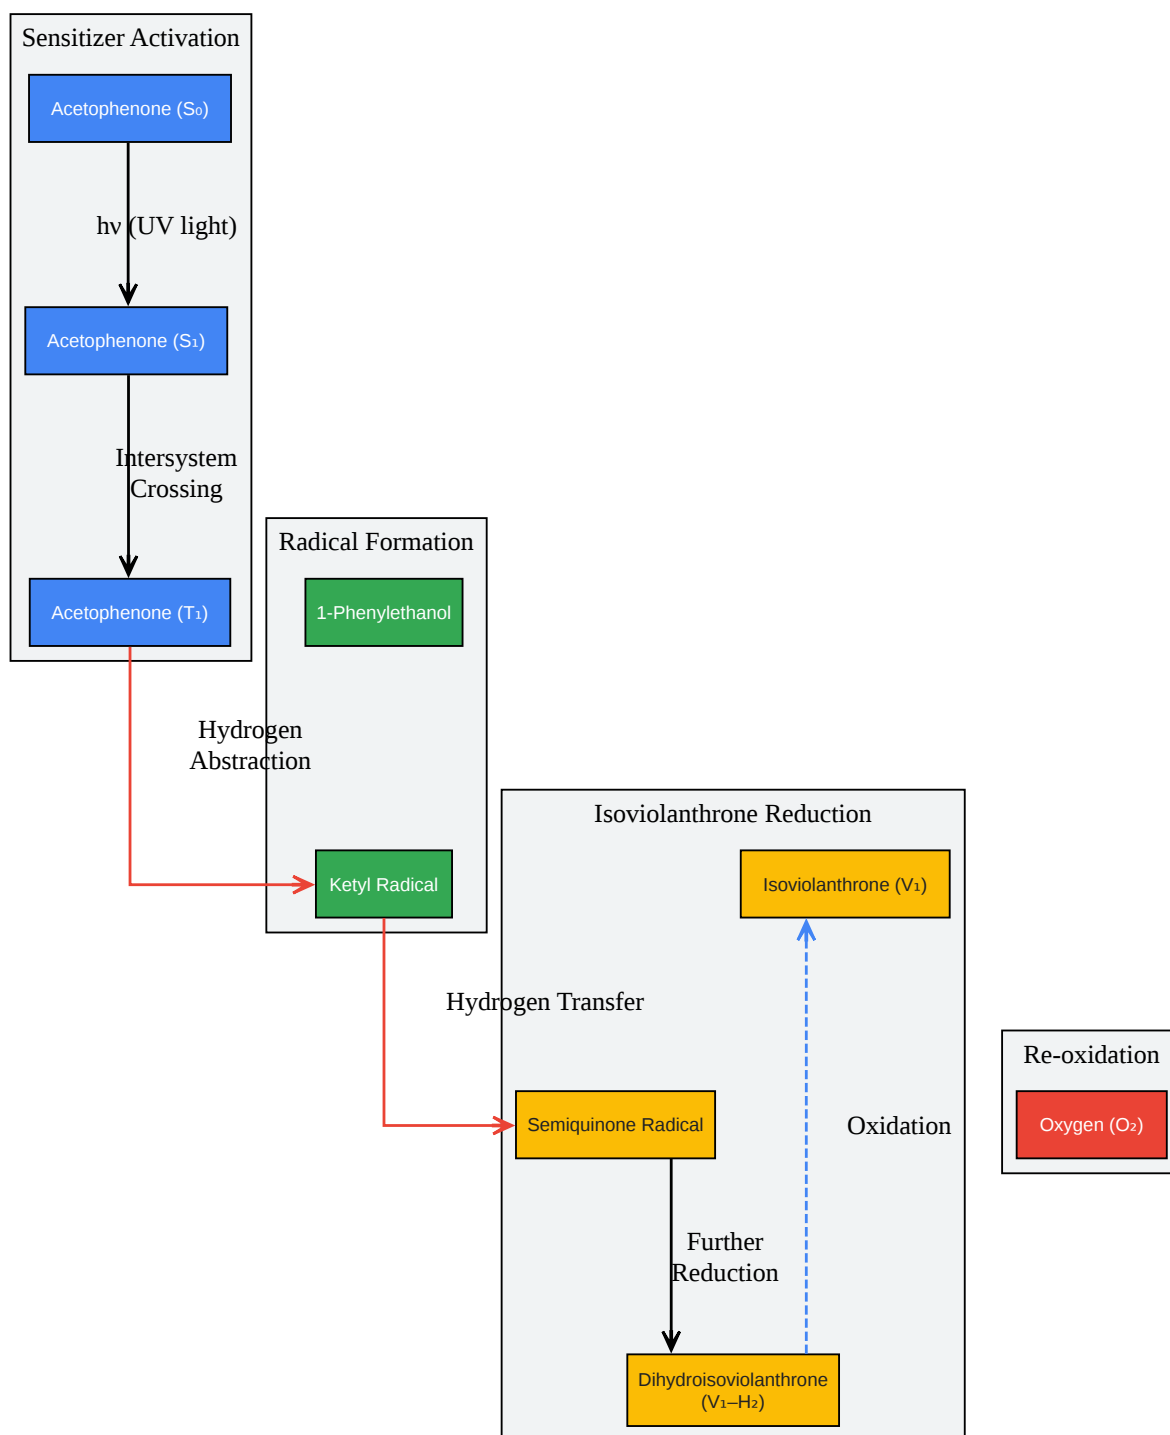 Sensitizer Activation
Acetophenone (S₀)
hν (UV light)
Acetophenone (S₁)
Intersystem
Crossing
Radical Formation
Acetophenone (T₁)
1-Phenylethanol
Hydrogen
Abstraction
Isoviolanthrone Reduction
Ketyl Radical
Isoviolanthrone (V₁)
Hydrogen Transfer
Re-oxidation
Semiquinone Radical
Oxidation
Oxygen (O₂)
Further
Reduction
Dihydroisoviolanthrone
(V₁–H₂)